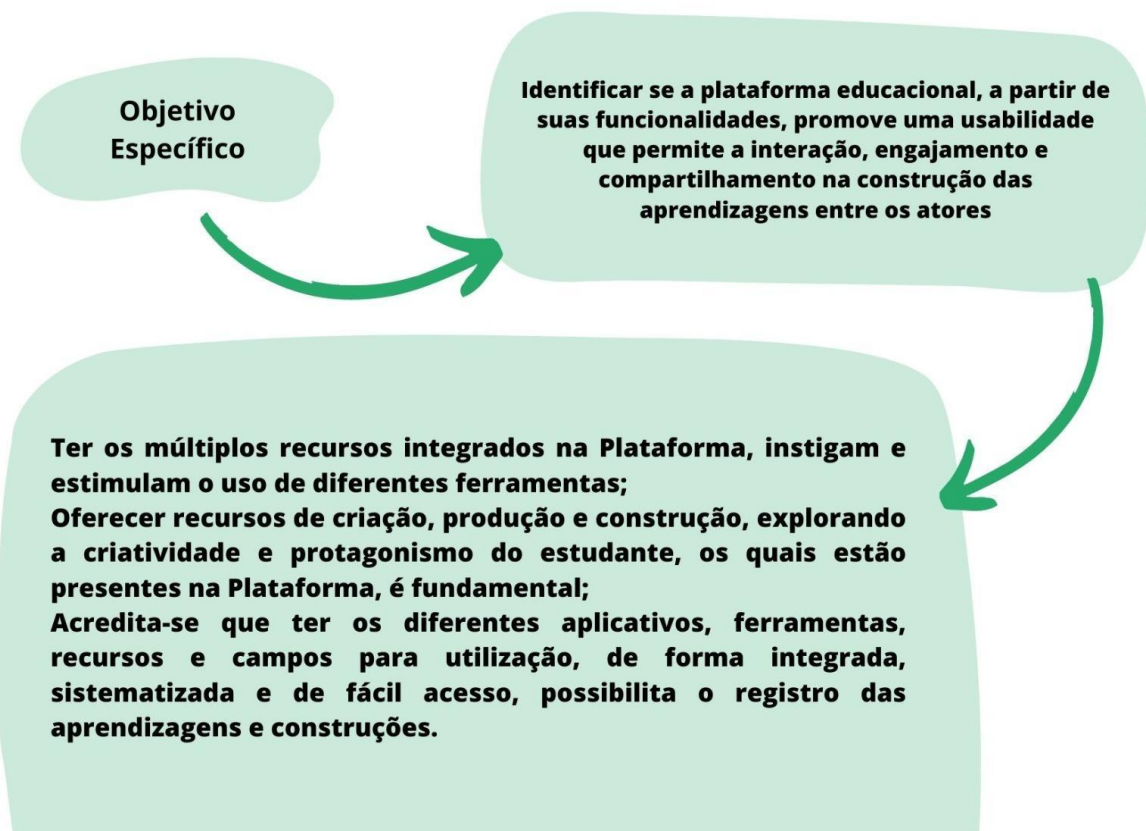 Objetivo
Específico
Identificar se a plataforma educacional, a partir de
suas funcionalidades, promove uma usabilidade
que permite a interação, engajamento e
compartilhamento na construção das
aprendizagens entre os atores
Ter os múltiplos recursos integrados na Plataforma, instigam e
estimulam o uso de diferentes ferramentas;
Oferecer recursos de criação, produção e construção, explorando
a criatividade e protagonismo do estudante, os quais estão
presentes na Plataforma, é fundamental;
Acredita-se que ter os diferentes aplicativos, ferramentas,
recursos e campos para utilização, de forma integrada,
sistematizada e de fácil acesso, possibilita o registro das
aprendizagens e construções.